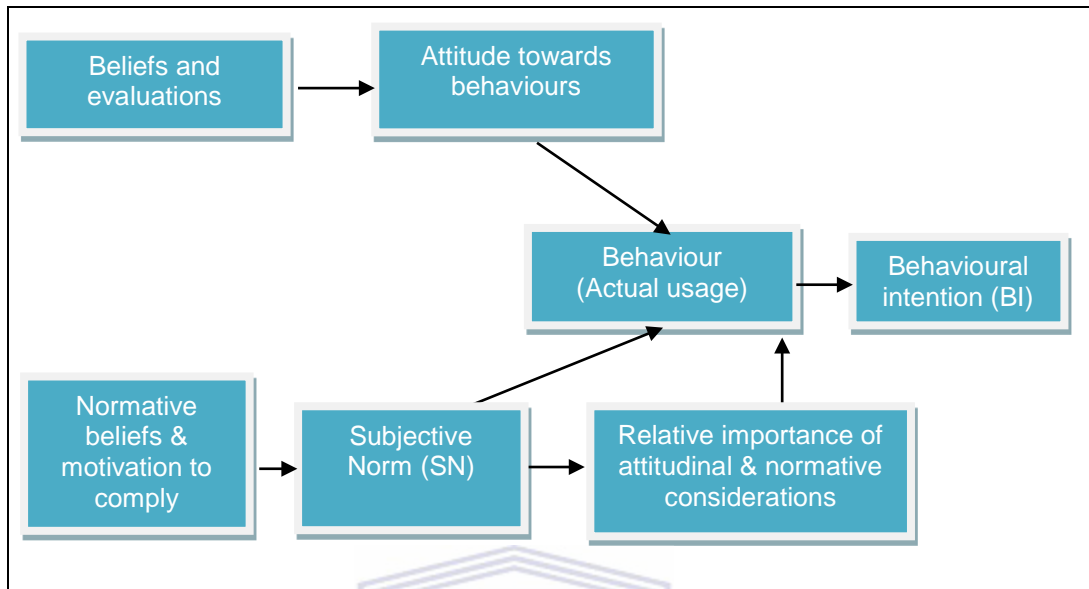 Beliefs and
evaluations
Attitude towards
behaviours
Behaviour
(Actual usage)
Behavioural
intention (BI)
Normative
beliefs &
motivation to
comply
Subjective
Norm (SN)
Relative importance of
attitudinal & normative
considerations